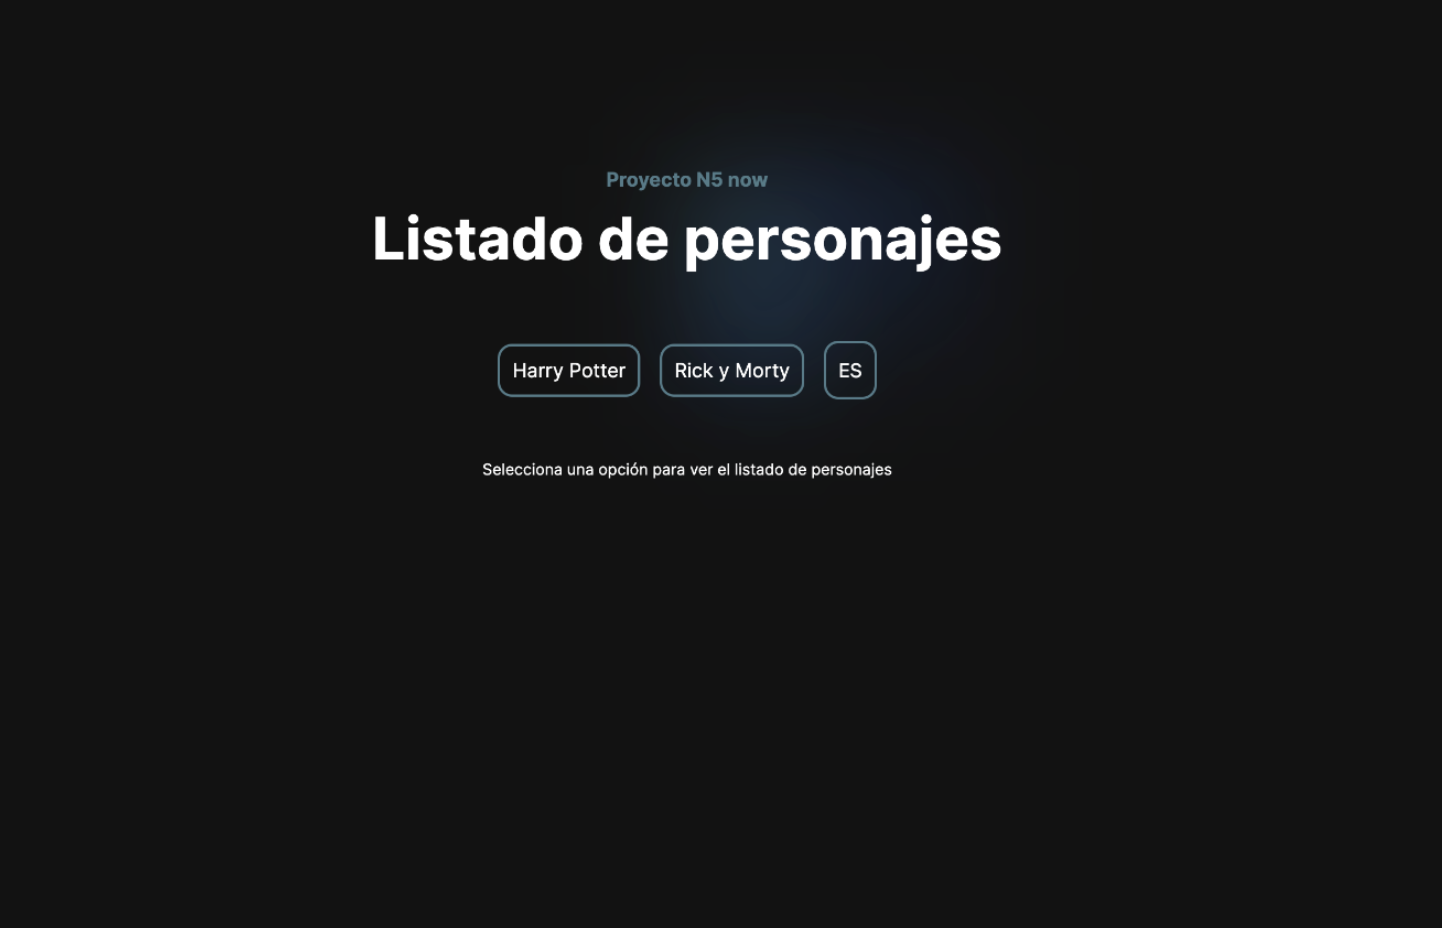 Proyecto N5 now
Listado de personajes
Harry Potter
Rick y Morty
ES
Selecciona una opción para ver el listado de personajes